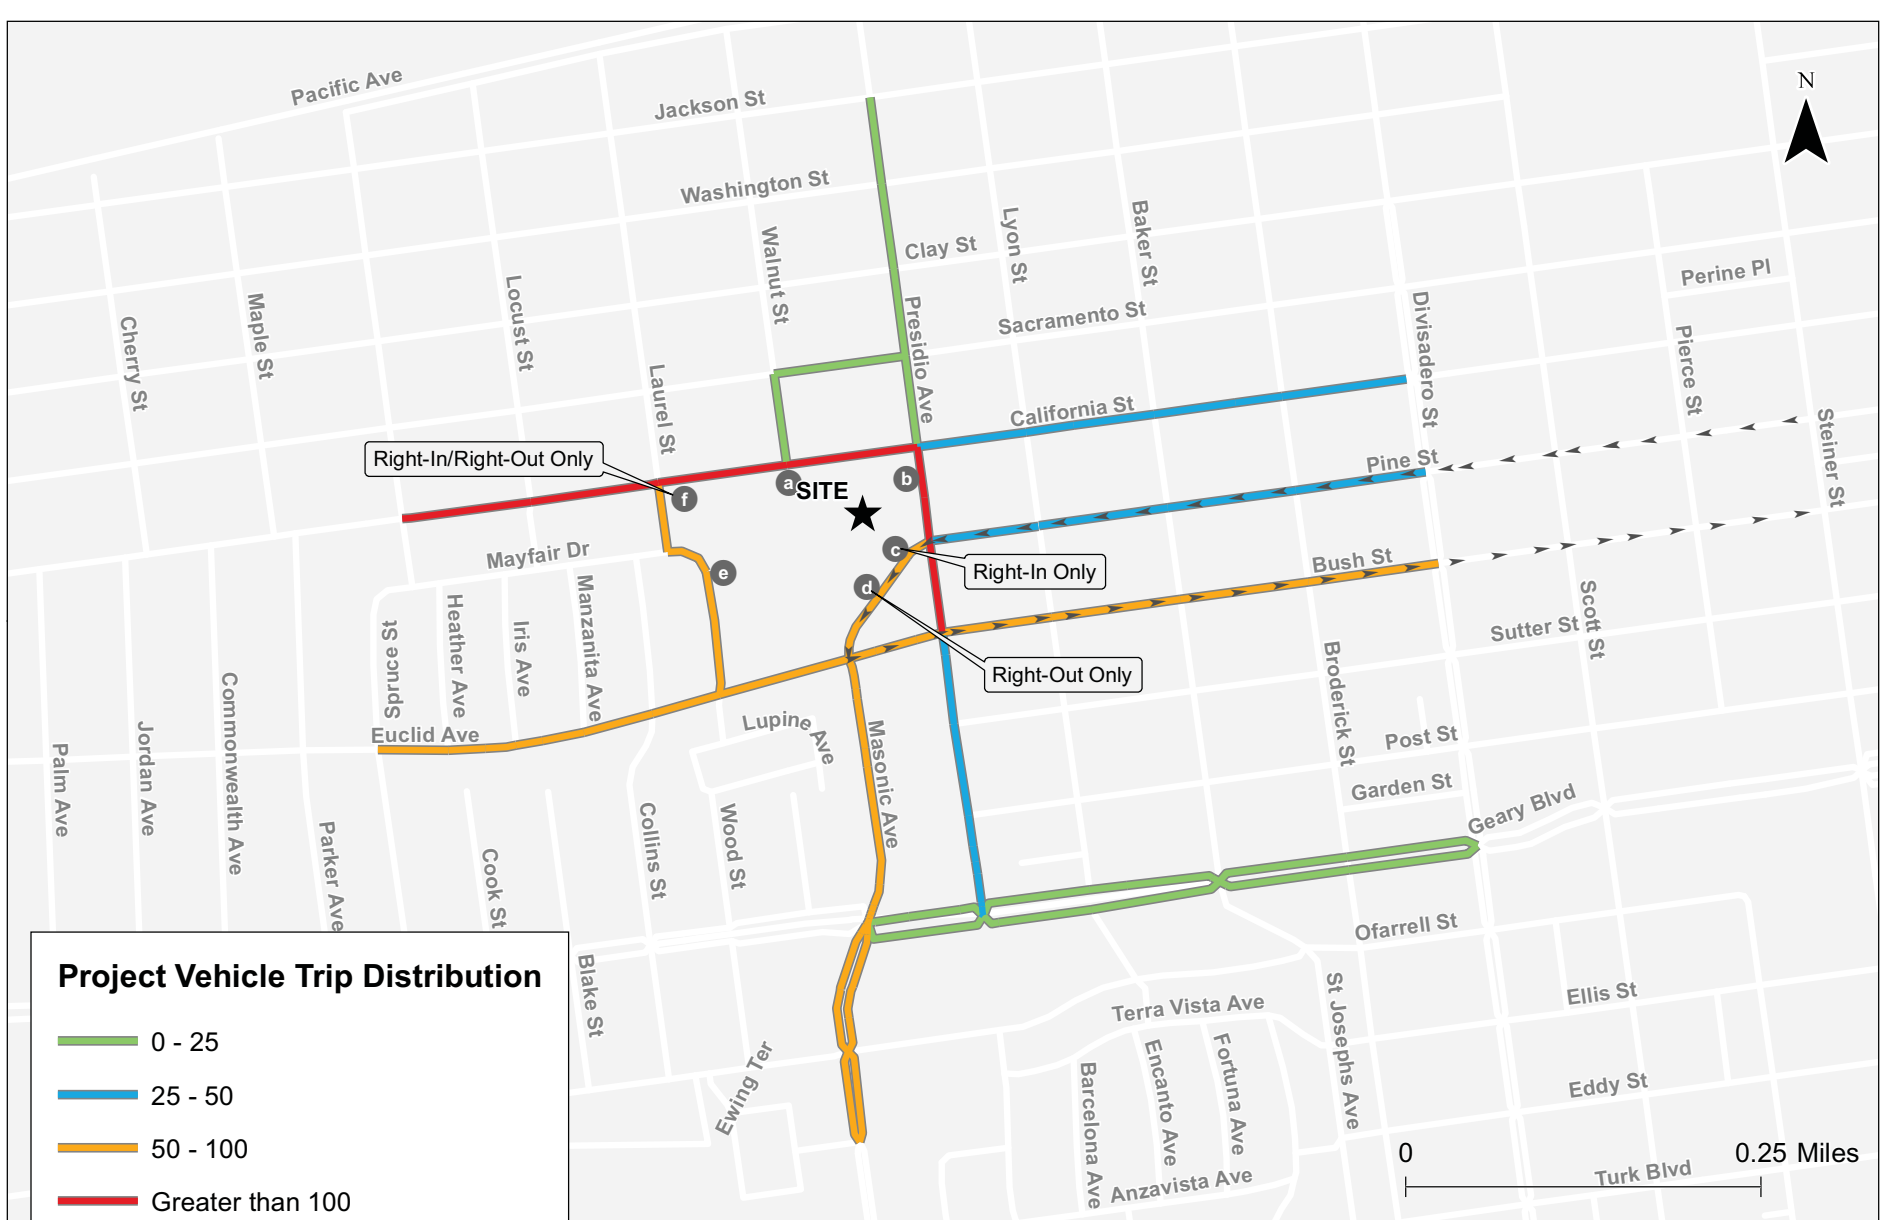 N
Pacific Ave
Jackson St
Washington St
Walnut St
Clay St
Lyon St
Baker St
Perine Pl
Presidio Ave
Sacramento St
Divisadero St
Pierce St
Steiner St
Cherry St
Maple St
Locust St
Laurel St
California St
Pine St
Right-In/Right-Out Only
a
b
SITE
f
c
Right-In Only
d
e
Right-Out Only
Mayfair Dr
Bush St
Scott St
Sutter St
Spruce St
Heather Ave
Iris Ave
Manzanita Ave
Broderick St
Euclid Ave
Lupine Ave
Masonic Ave
Post St
Garden St
Geary Blvd
Palm Ave
Jordan Ave
Commonwealth Ave
Parker Ave
Cook St
Collins St
Wood St
Blake St
Ewing Ter
Ofarrell St
Ellis St
Terra Vista Ave
St Josephs Ave
Eddy St
Barcelona Ave
Encanto Ave
Fortuna Ave
Anzavista Ave
Turk Blvd
0 0.25 Miles
Project Vehicle Trip Distribution
0 - 25
25 - 50
50 - 100
Greater than 100